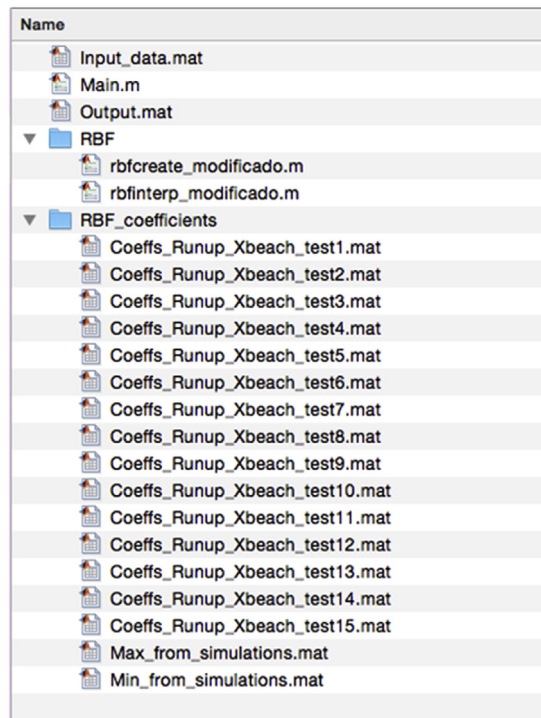 Name
Input_data.mat
Main.m
Output.mat
RBF
rbfcreate_modificado.m
rbfinterp_modificado.m
RBF_coefficients
Coeffs_Runup_Xbeach_test1.mat
Coeffs_Runup_Xbeach_test2.mat
Coeffs_Runup_Xbeach_test3.mat
Coeffs_Runup_Xbeach_test4.mat
Coeffs_Runup_Xbeach_test5.mat
Coeffs_Runup_Xbeach_test6.mat
Coeffs_Runup_Xbeach_test7.mat
Coeffs_Runup_Xbeach_test8.mat
Coeffs_Runup_Xbeach_test9.mat
Coeffs_Runup_Xbeach_test10.mat
Coeffs_Runup_Xbeach_test11.mat
Coeffs_Runup_Xbeach_test12.mat
Coeffs_Runup_Xbeach_test13.mat
Coeffs_Runup_Xbeach_test14.mat
Coeffs_Runup_Xbeach_test15.mat
Max_from_simulations.mat
Min_from_simulations.mat